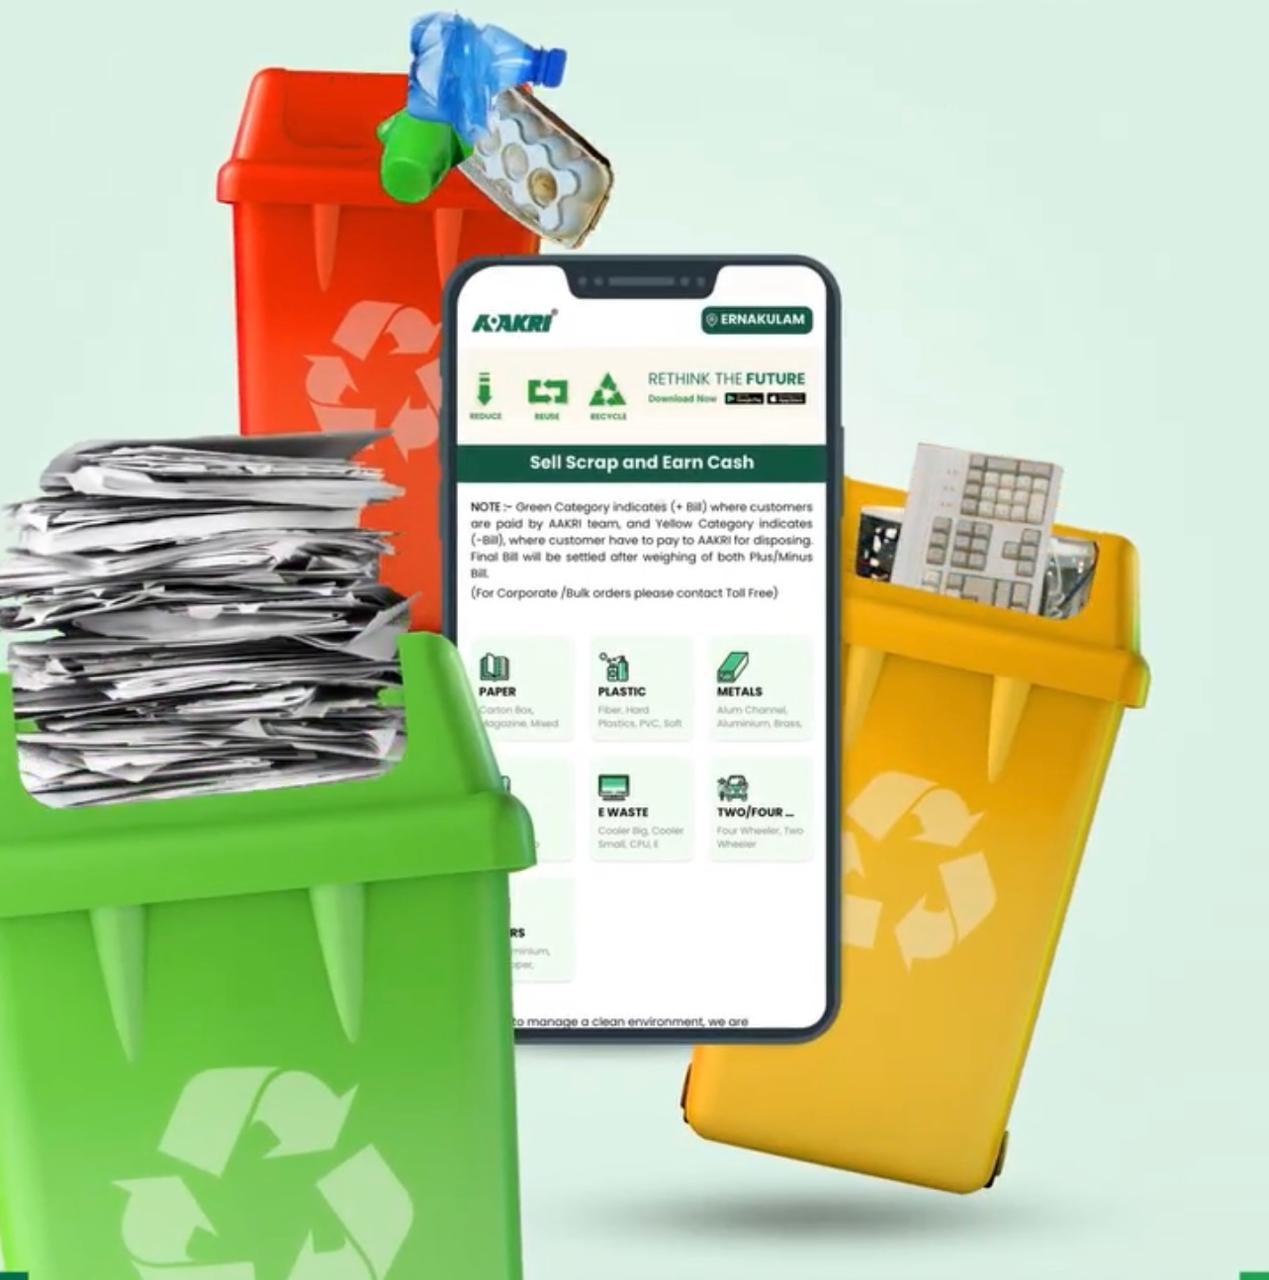 AAKRI
ERNAKULAM
RETHINK THE FUTURE
Download Now
REDUCE
REUSE
RECYCLE
Sell Scrap and Earn Cash
NOTE :- Green Category indicates (+ Bill) where customers
are paid by AAKRI team, and Yellow Category indicates
(-Bill), where customer have to pay to AAKRI for disposing.
Final Bill will be settled after weighing of both Plus/Minus
Bill.
(For Corporate /Bulk orders please contact Toll Free)
PAPER
Carton Box,
Magazine, Mixed
PLASTIC
Fiber, Hard
Plastics, PVC, Soft
METALS
Alum Channel,
Aluminium, Brass,
E WASTE
Cooler Big, Cooler
Small, CPU, E
TWO/FOUR ...
Four Wheeler, Two
Wheeler
to manage a clean environment, we are